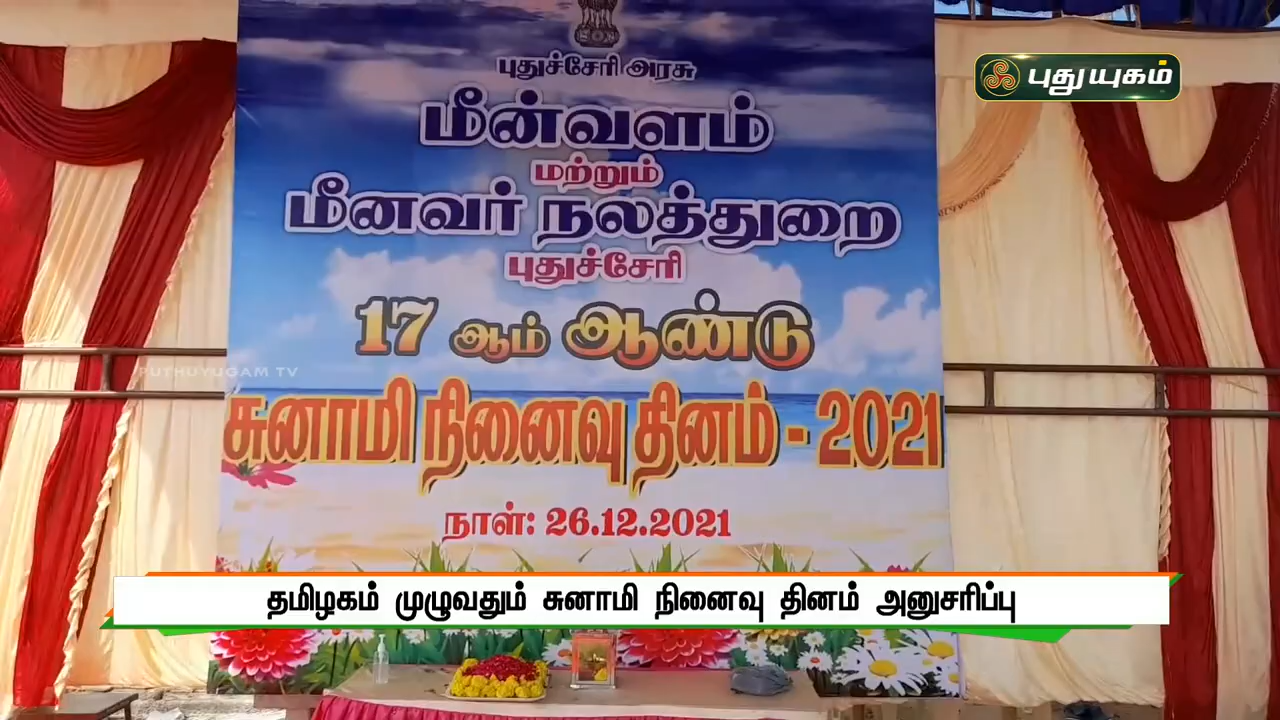 புதுச்சேரி அரசு
புதுயுகம்
மீன்வளம்
மற்றும்
மீனவர் நலத்துறை
புதுச்சேரி
17 ஆம் ஆண்டு
PUTHUYUGAM TV
சுனாமி நினைவு தினம் - 2021
நாள்: 26.12.2021
தமிழகம் முழுவதும் சுனாமி நினைவு தினம் அனுசரிப்பு